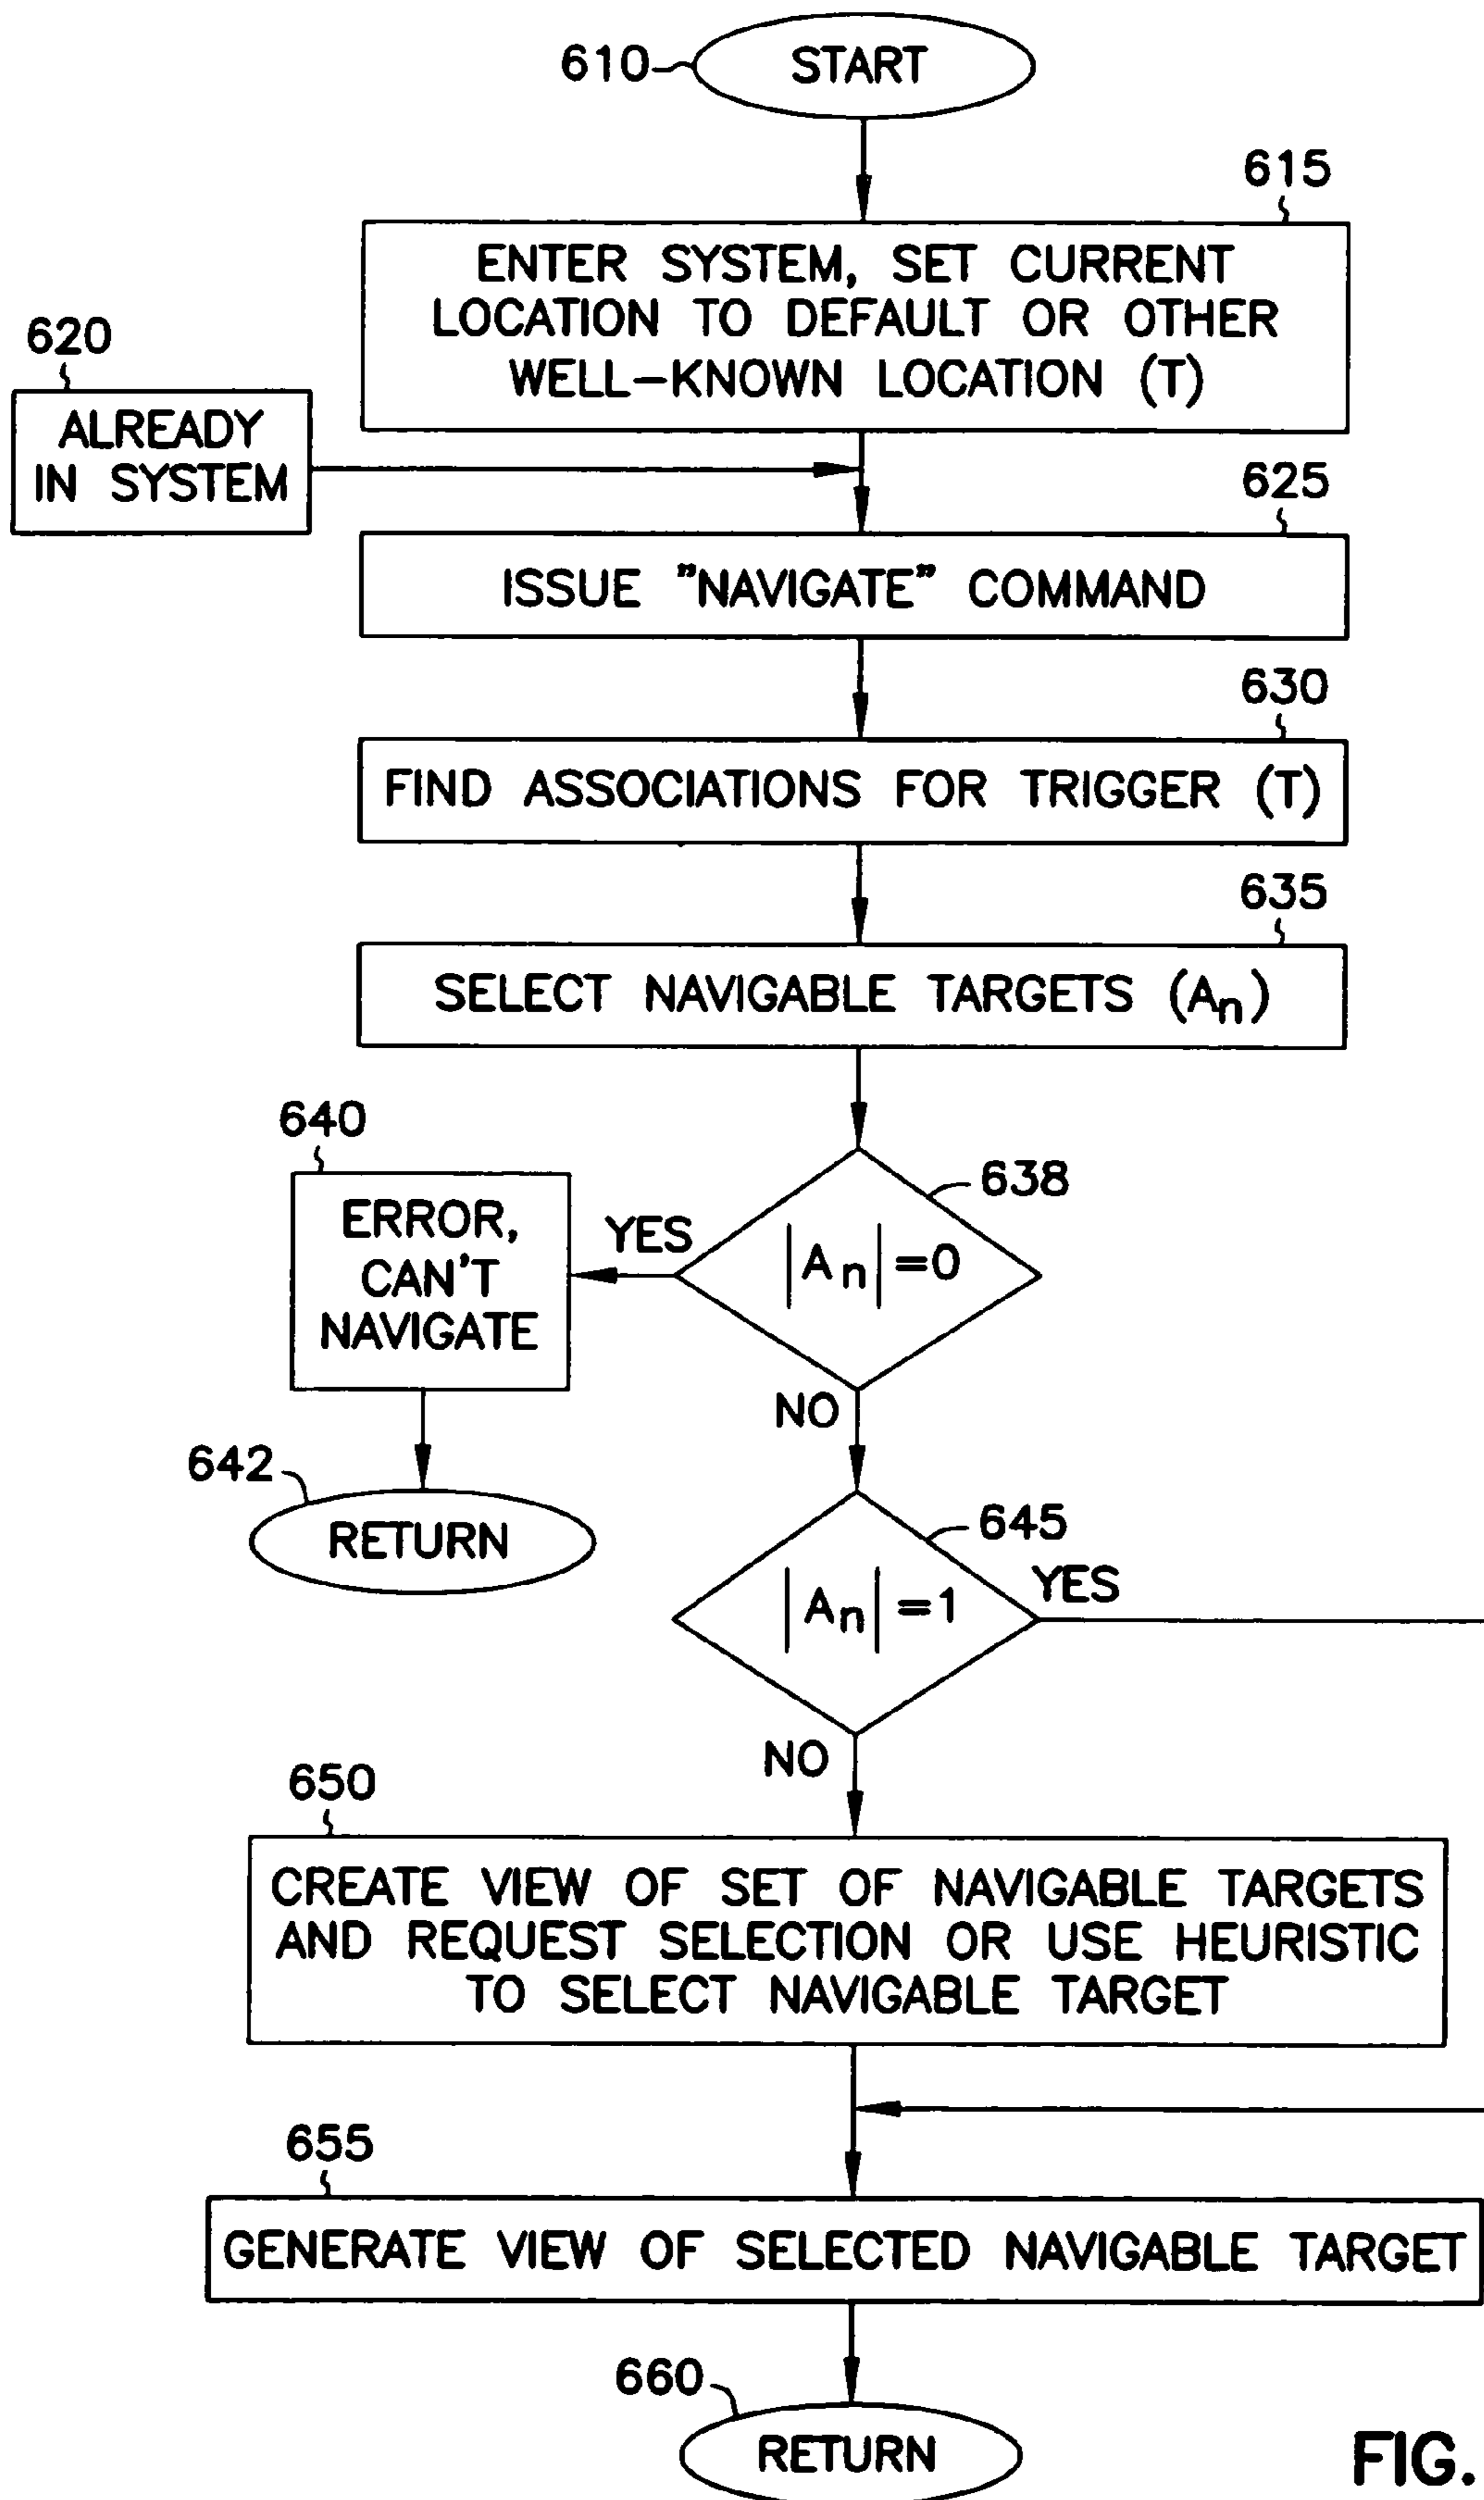 610
START
615
ENTER SYSTEM, SET CURRENT
LOCATION TO DEFAULT OR OTHER
WELL-KNOWN LOCATION (T)
620
ALREADY
IN SYSTEM
625
ISSUE "NAVIGATE" COMMAND
630
FIND ASSOCIATIONS FOR TRIGGER (T)
635
SELECT NAVIGABLE TARGETS (An)
640
ERROR,
CAN'T
NAVIGATE
YES
638
|An|=0
NO
642
RETURN
645
|An|=1
YES
NO
650
CREATE VIEW OF SET OF NAVIGABLE TARGETS
AND REQUEST SELECTION OR USE HEURISTIC
TO SELECT NAVIGABLE TARGET
655
GENERATE VIEW OF SELECTED NAVIGABLE TARGET
660
RETURN
FIG.